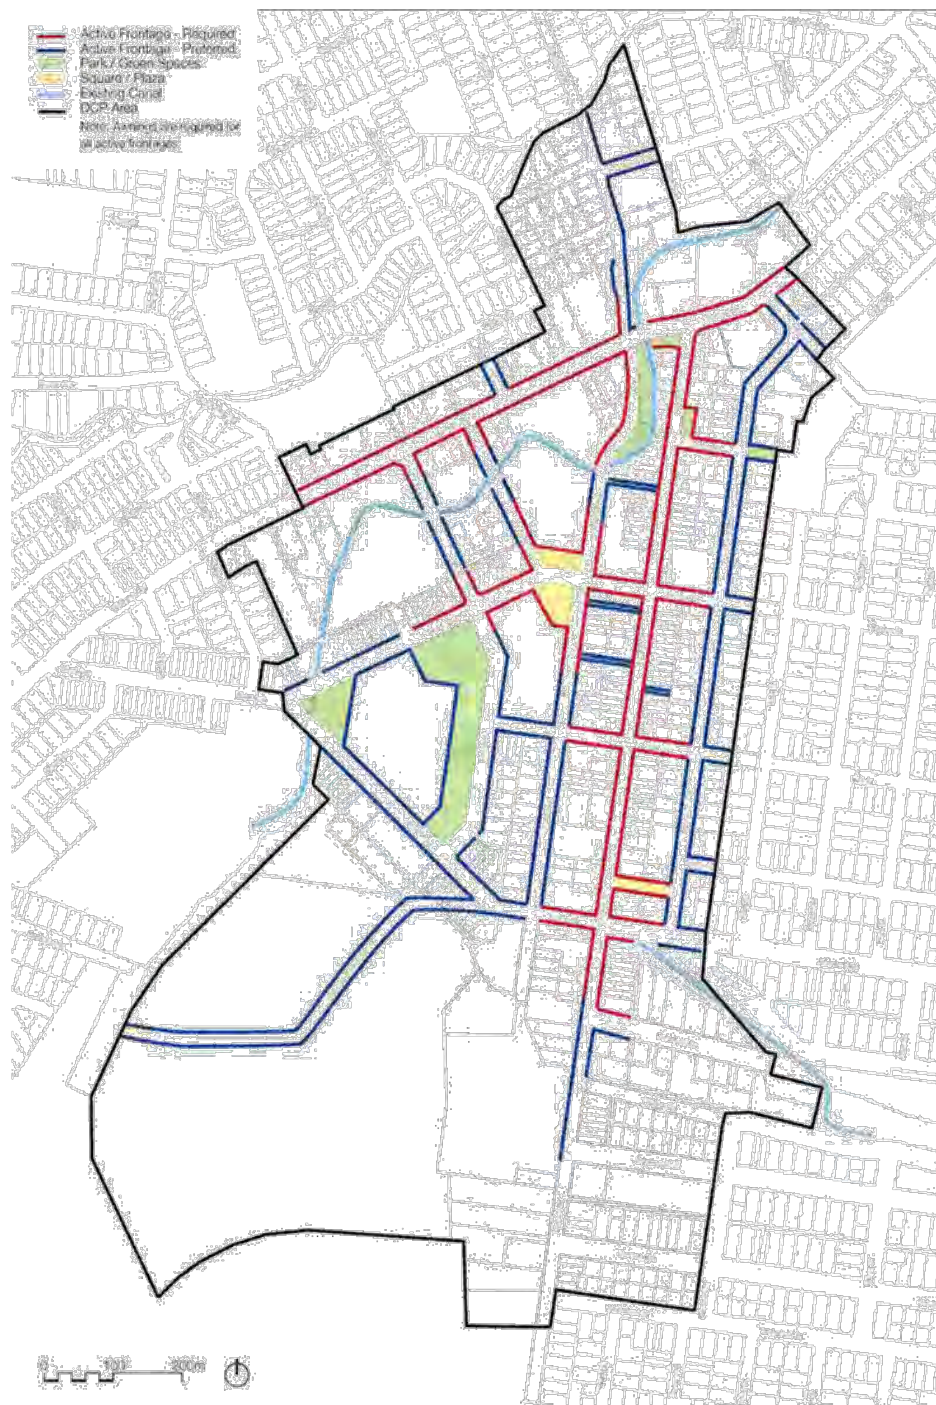 Active Frontage - Required
Active Frontage - Preferred
Park / Green Spaces
Square / Plaza
Existing Canal
DCP Area
Note: Awnings are required for
all active frontages
0 100 200m